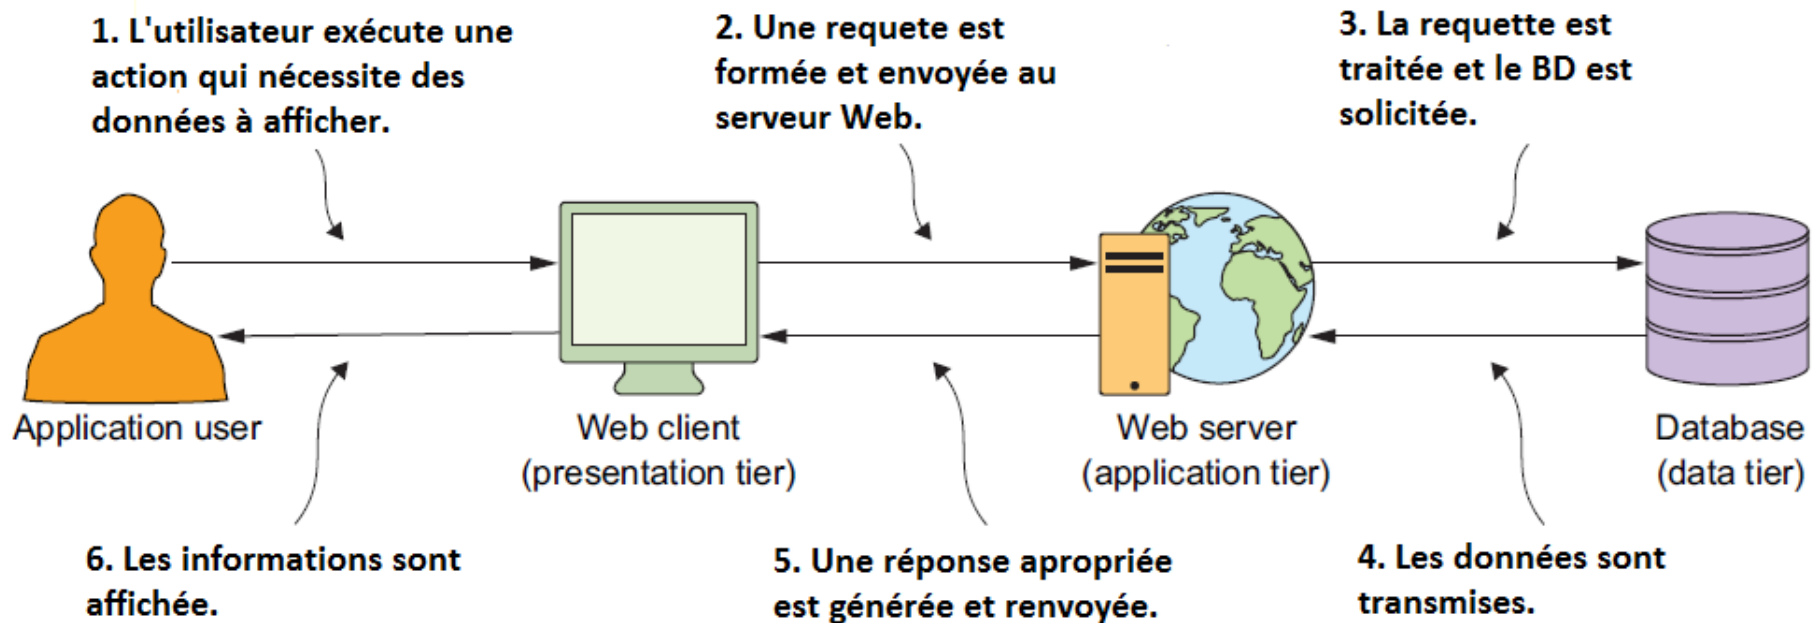 1. L'utilisateur exécute une
action qui nécessite des
données à afficher.
2. Une requete est
formée et envoyée au
serveur Web.
3. La requette est
traitée et le BD est
solicitée.
Application user
Web client
(presentation tier)
Web server
(application tier)
Database
(data tier)
6. Les informations sont
affichée.
5. Une réponse apropriée
est générée et renvoyée.
4. Les données sont
transmises.